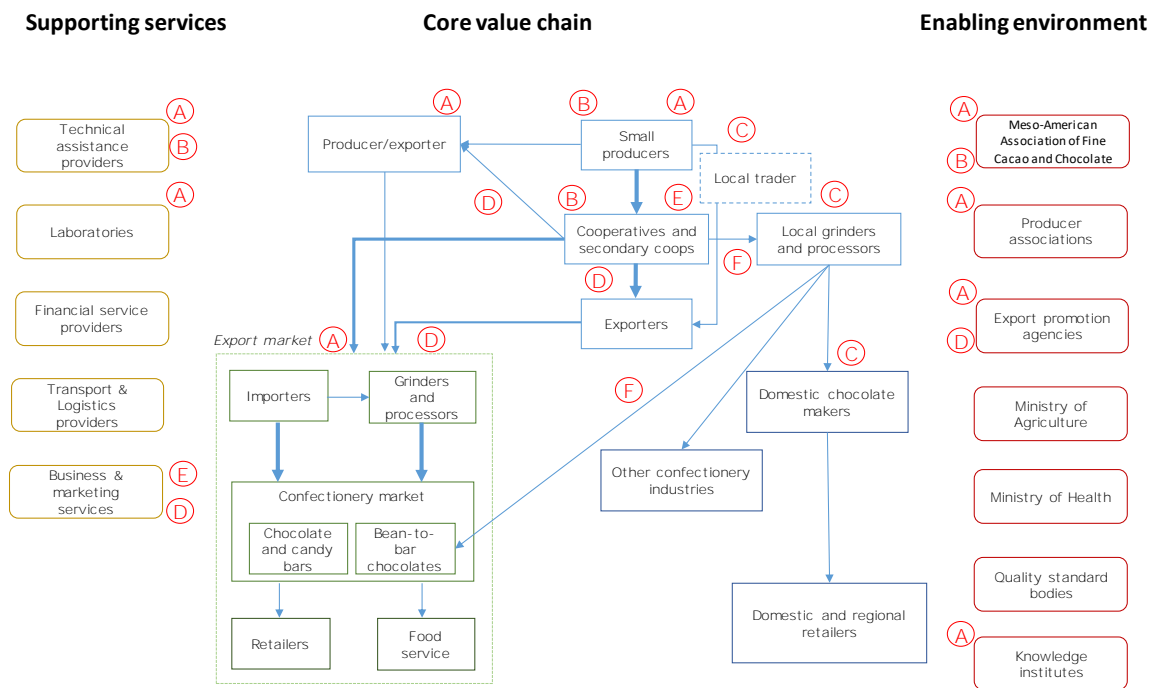 Supporting services
Core value chain
Enabling environment
A
Technical
assistance
providers
B
A
Laboratories
Financial service
providers
Transport &
Logistics
providers
Business &
marketing
services
E
D
A
Producer/exporter
B
A
Small
producers
C
Local trader
D
B
E
Cooperatives and
secondary coops
C
Local grinders
and processors
F
D
Exporters
Export market
A
D
Importers
Grinders
and
processors
F
C
Domestic chocolate
makers
Other confectionery
industries
Confectionery market
Chocolate
and candy
bars
Bean-to-
bar
chocolates
Retailers
Food
service
Domestic and regional
retailers
A
B
Meso-American
Association of Fine
Cacao and Chocolate
A
Producer
associations
A
D
Export promotion
agencies
Ministry of
Agriculture
Ministry of Health
Quality standard
bodies
A
Knowledge
institutes